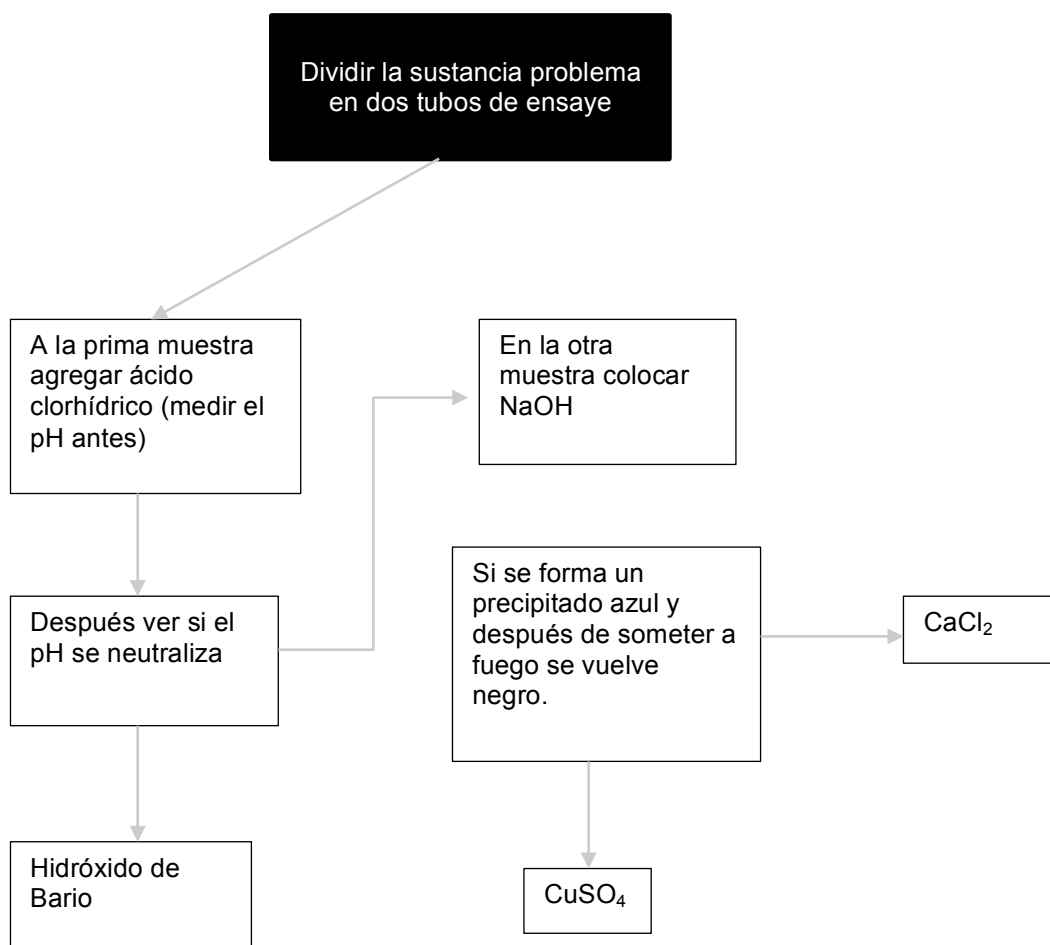 Dividir la sustancia problema
en dos tubos de ensaye
A la prima muestra
agregar ácido
clorhídrico (medir el
pH antes)
En la otra
muestra colocar
NaOH
Después ver si el
pH se neutraliza
Si se forma un
precipitado azul y
después de someter a
fuego se vuelve
negro.
CaCl₂
Hidróxido de
Bario
CuSO₄